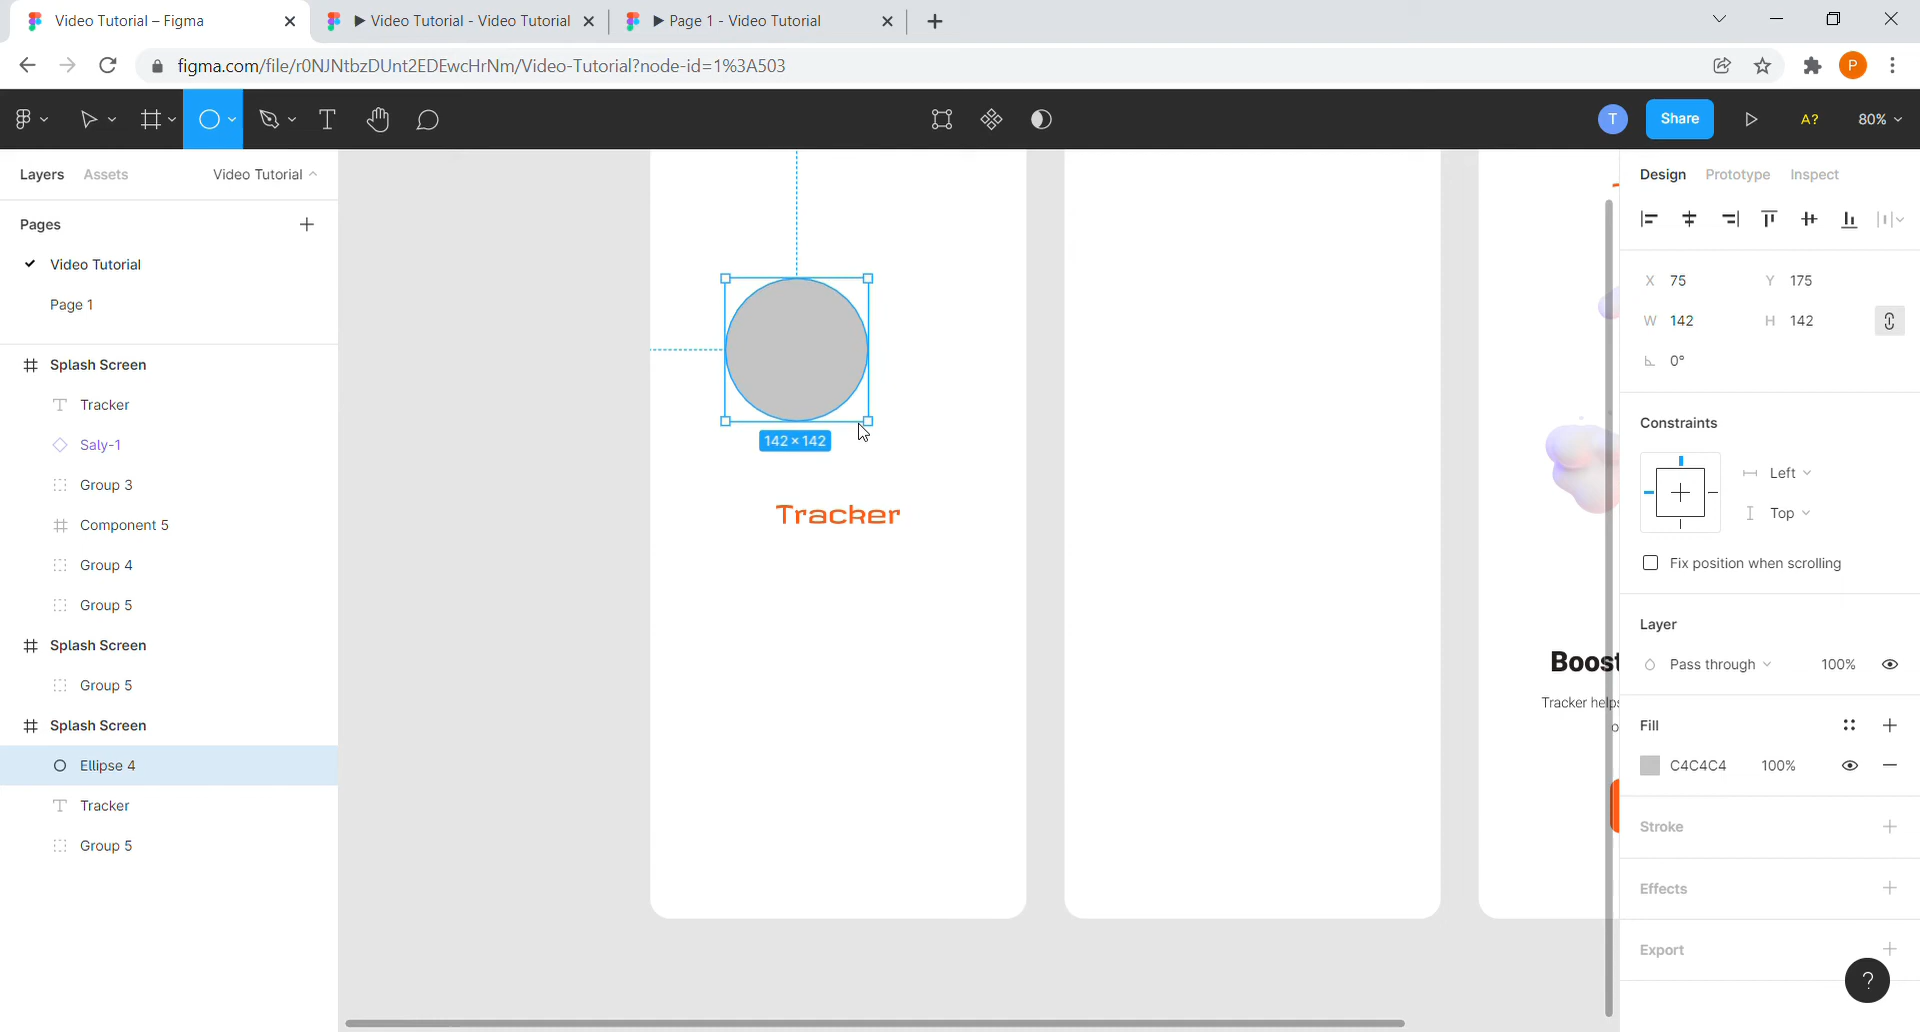 Video Tutorial – Figma
▶ Video Tutorial - Video Tutorial
▶ Page 1 - Video Tutorial
figma.com/file/r0NJNtbzDUnt2EDEwcHrNm/Video-Tutorial?node-id=1%3A503
P
T
Share
A?
80%
Layers
Assets
Video Tutorial
Pages
Video Tutorial
Page 1
Splash Screen
Tracker
Saly-1
Group 3
Component 5
Group 4
Group 5
Splash Screen
Group 5
Splash Screen
Ellipse 4
Tracker
Group 5
142 × 142
Tracker
Boost
Tracker helps
o
Design
Prototype
Inspect
X 75
Y 175
W 142
H 142
0°
Constraints
Left
Top
Fix position when scrolling
Layer
Pass through
100%
Fill
C4C4C4
100%
Stroke
Effects
Export
?